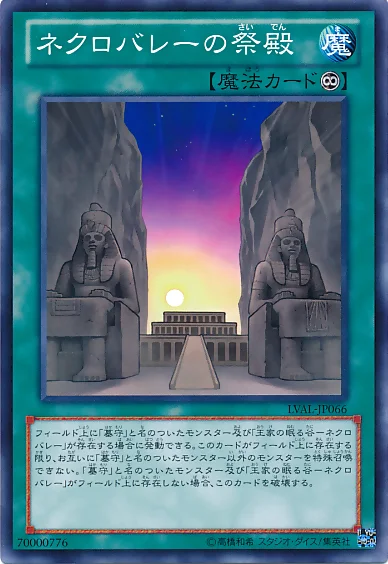 ネクロバレーの祭殿
さいでん
魔
【魔法カード】
LVAL-JP066
フィールド上に「墓守」と名のついたモンスター及び「王家の眠る谷－ネクロ
バレー」が存在する場合に発動できる。このカードがフィールド上に存在する
限り、お互いに「墓守」と名のついたモンスター以外のモンスターを特殊召喚
できない。「墓守」と名のついたモンスター及び「王家の眠る谷－ネクロバレ
ー」がフィールド上に存在しない場合、このカードを破壊する。
70000776
©高橋和希 スタジオ・ダイス/集英社